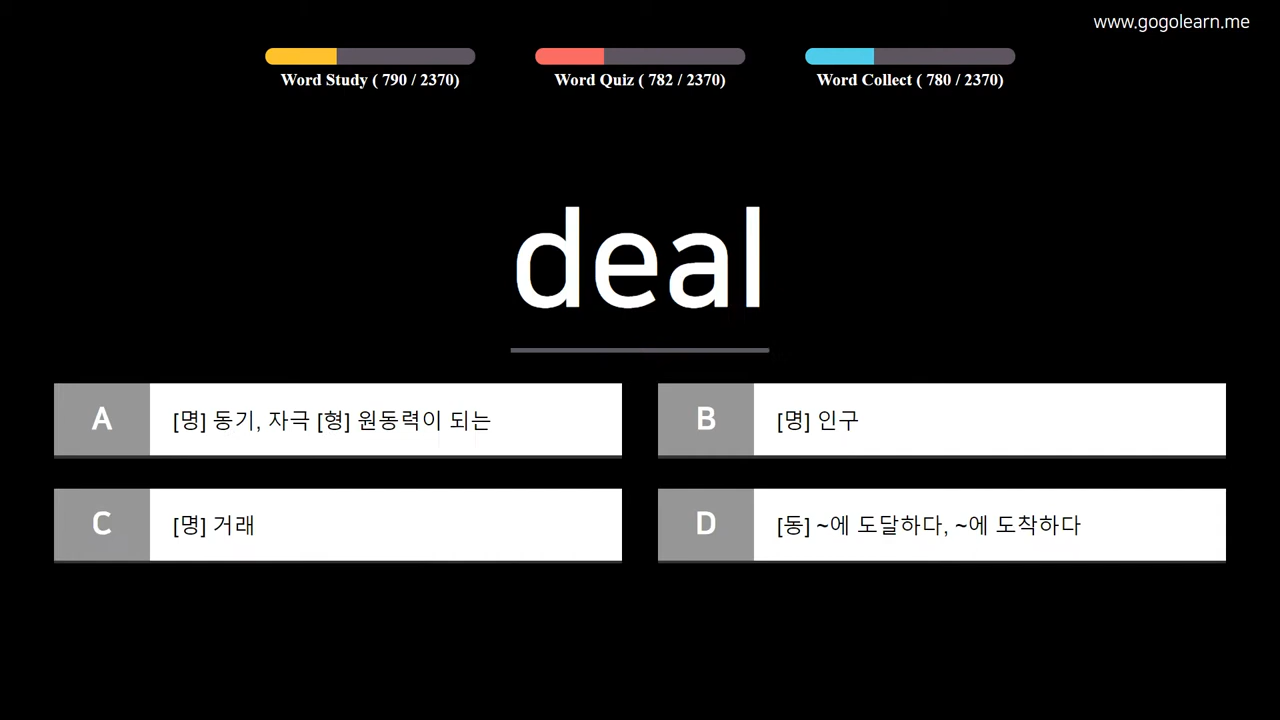 www.gogolearn.me
Word Study ( 790 / 2370)
Word Quiz ( 782 / 2370)
Word Collect ( 780 / 2370)
deal
A [명] 동기, 자극 [형] 원동력이 되는
B [명] 인구
C [명] 거래
D [동] ~에 도달하다, ~에 도착하다